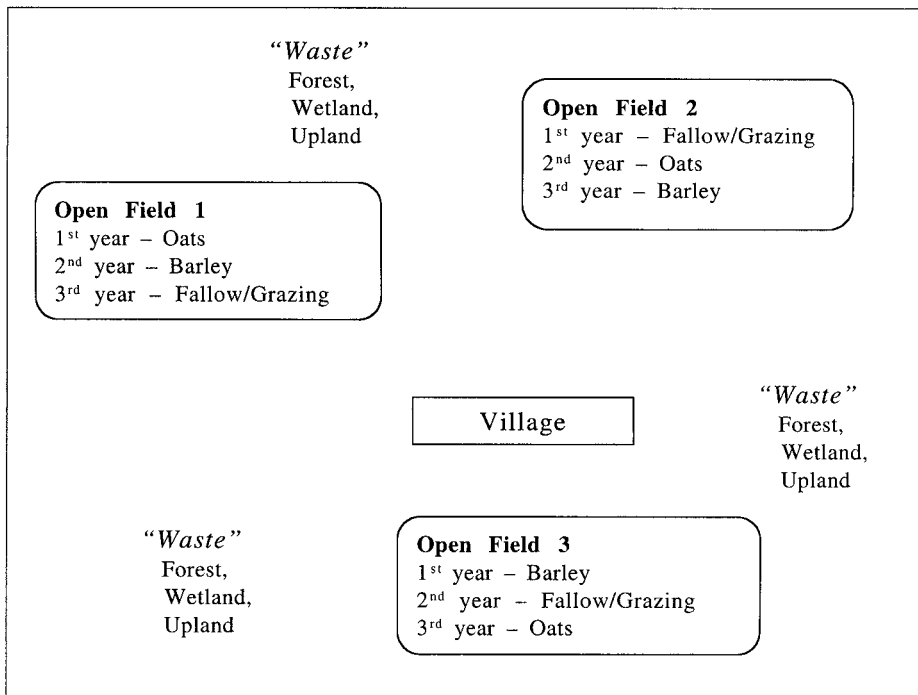 “Waste”
Forest,
Wetland,
Upland
Open Field 2
1st year – Fallow/Grazing
2nd year – Oats
3rd year – Barley
Open Field 1
1st year – Oats
2nd year – Barley
3rd year – Fallow/Grazing
Village
“Waste”
Forest,
Wetland,
Upland
“Waste”
Forest,
Wetland,
Upland
Open Field 3
1st year – Barley
2nd year – Fallow/Grazing
3rd year – Oats